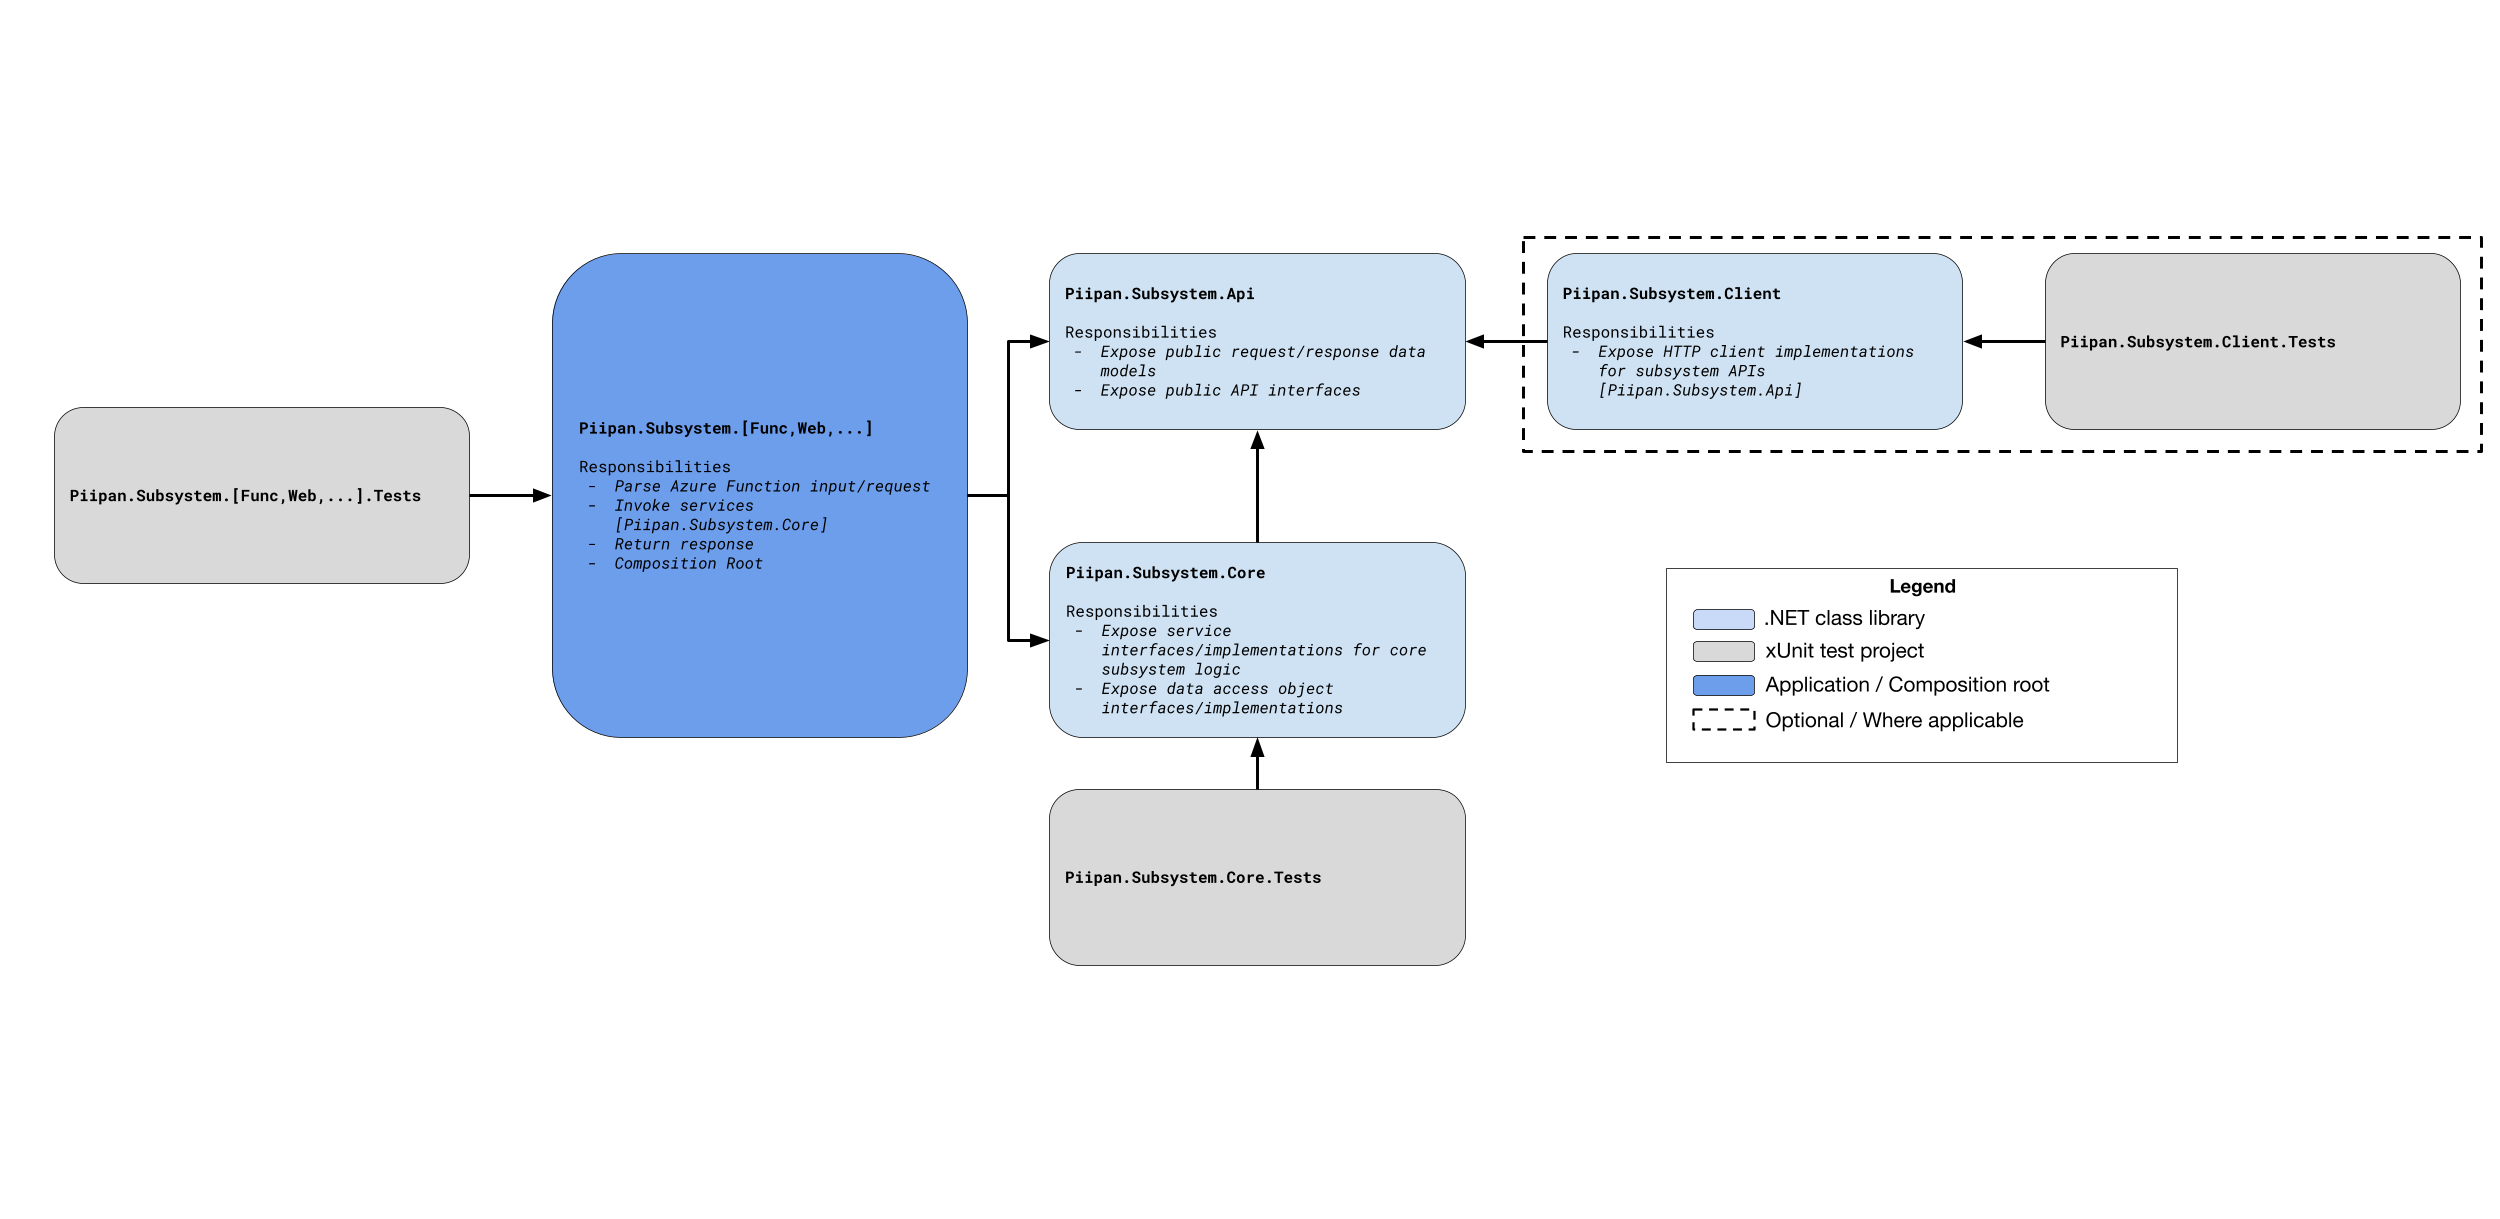 Piipan.Subsystem.[Func,Web,...].Tests
Piipan.Subsystem.[Func,Web,...]
Responsibilities
- Parse Azure Function input/request
- Invoke services
[Piipan.Subsystem.Core]
- Return response
- Composition Root
Piipan.Subsystem.Api
Responsibilities
- Expose public request/response data
models
- Expose public API interfaces
Piipan.Subsystem.Client
Responsibilities
- Expose HTTP client implementations
for subsystem APIs
[Piipan.Subsystem.Api]
Piipan.Subsystem.Client.Tests
Piipan.Subsystem.Core
Responsibilities
- Expose service
interfaces/implementations for core
subsystem logic
- Expose data access object
interfaces/implementations
Piipan.Subsystem.Core.Tests
Legend
.NET class library
xUnit test project
Application / Composition root
Optional / Where applicable